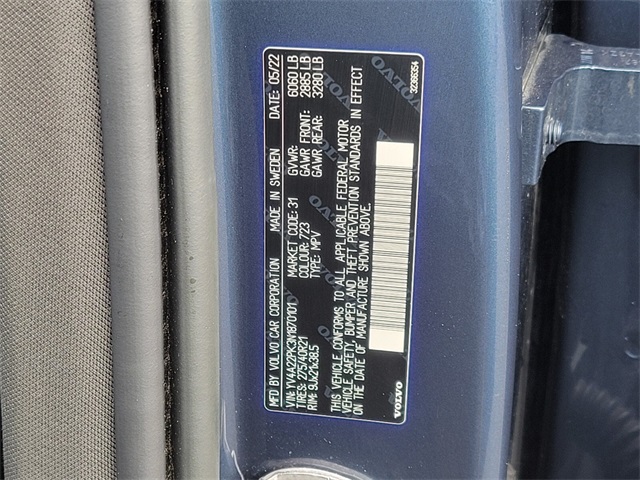 MFD BY VOLVO CAR CORPORATION MADE IN SWEDEN DATE: 05/22
VIN: YV4A22PK3N1870101 MARKET CODE: 31 GVWR: 6060 LB
TIRES: 275/40R21 COLOUR: 723 GAWR FRONT: 2885 LB
RIM: 9Jx21x38.5 TYPE: MPV GAWR REAR: 3280 LB
THIS VEHICLE CONFORMS TO ALL APPLICABLE FEDERAL MOTOR
VEHICLE SAFETY, BUMPER AND THEFT PREVENTION STANDARDS IN EFFECT
ON THE DATE OF MANUFACTURE SHOWN ABOVE.
VOLVO